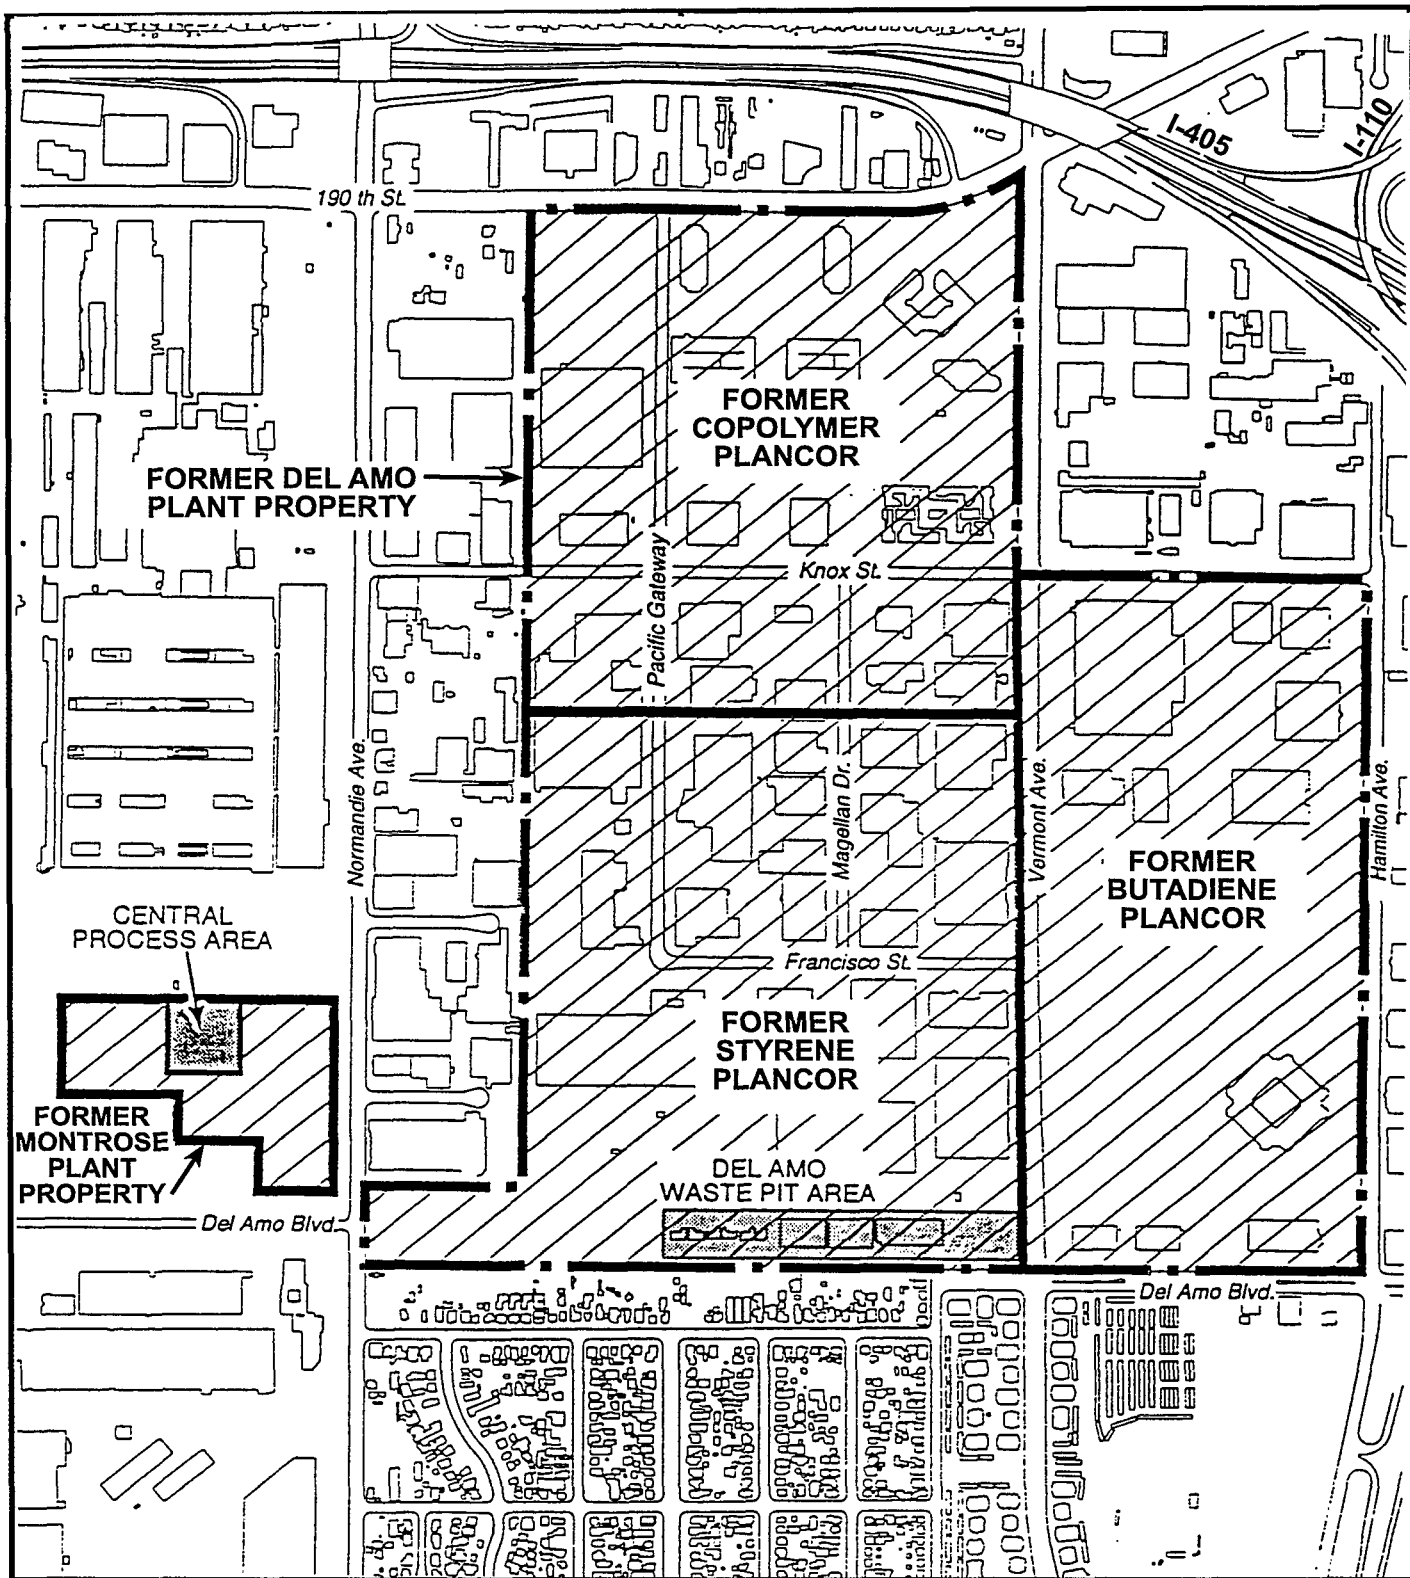 I-405
I-110
190 th St.
FORMER
COPOLYMER
PLANCOR
FORMER DEL AMO
PLANT PROPERTY
Pacific Gateway
Knox St.
Normandie Ave.
Magellan Dr.
Vermont Ave.
Hamilton Ave.
FORMER
BUTADIENE
PLANCOR
CENTRAL
PROCESS AREA
Francisco St.
FORMER
STYRENE
PLANCOR
FORMER
MONTROSE
PLANT
PROPERTY
DEL AMO
WASTE PIT AREA
Del Amo Blvd.
Del Amo Blvd.